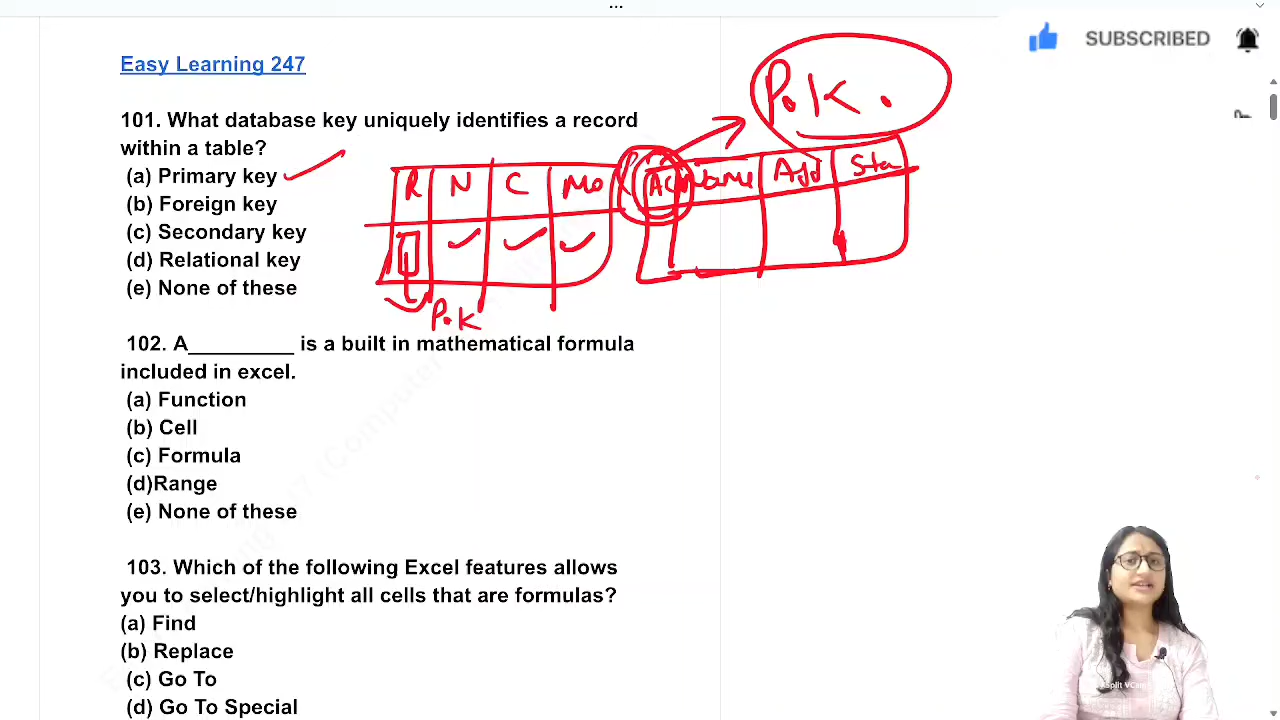 ...
SUBSCRIBED
Easy Learning 247
101. What database key uniquely identifies a record
within a table?
(a) Primary key
(b) Foreign key
(c) Secondary key
(d) Relational key
(e) None of these
P.K.
R N C Mo
Name Add Sta
P.K
102. A_________ is a built in mathematical formula
included in excel.
(a) Function
(b) Cell
(c) Formula
(d)Range
(e) None of these
103. Which of the following Excel features allows
you to select/highlight all cells that are formulas?
(a) Find
(b) Replace
(c) Go To
(d) Go To Special